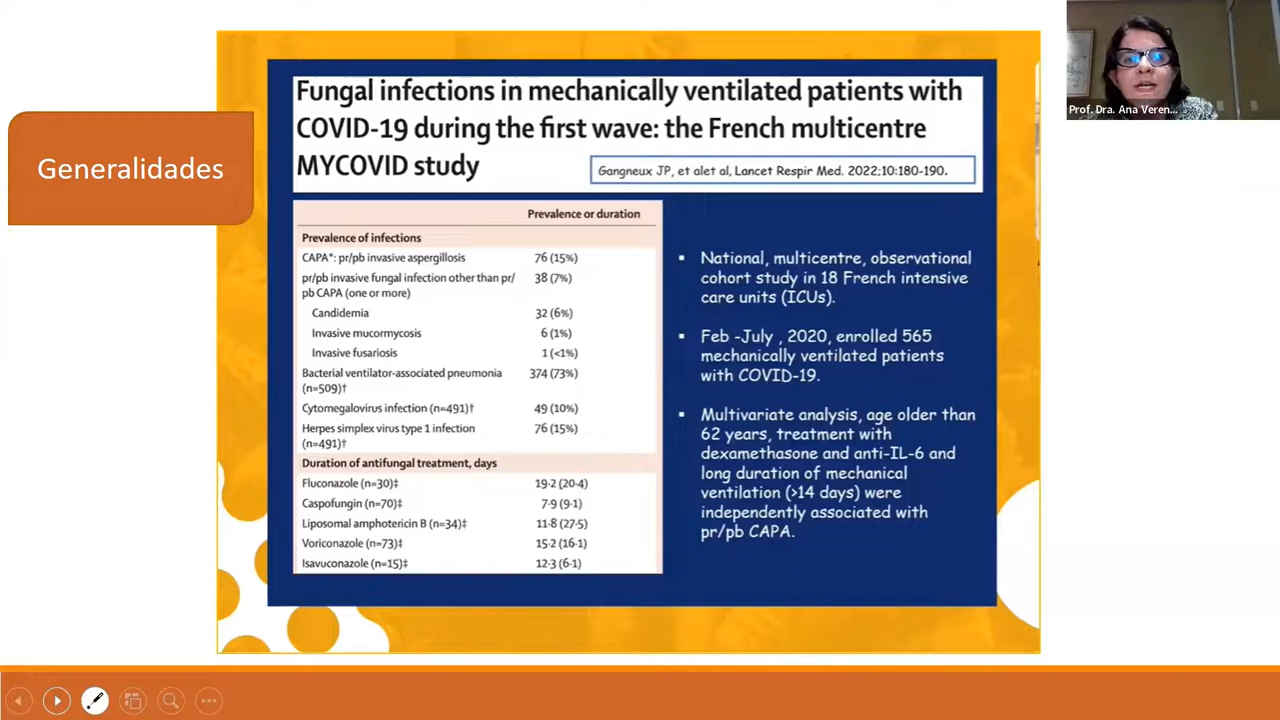 Generalidades
Fungal infections in mechanically ventilated patients with
COVID-19 during the first wave: the French multicentre
MYCOVID study
Gangneux JP, et alet al, Lancet Respir Med. 2022;10:180-190.
Prevalence or duration
Prevalence of infections
CAPA*: pr/pb invasive aspergillosis 76 (15%)
pr/pb invasive fungal infection other than pr/ 38 (7%)
pb CAPA (one or more)
Candidemia 32 (6%)
Invasive mucormycosis 6 (1%)
Invasive fusariosis 1 (<1%)
Bacterial ventilator-associated pneumonia 374 (73%)
(n=509)†
Cytomegalovirus infection (n=491)† 49 (10%)
Herpes simplex virus type 1 infection 76 (15%)
(n=491)†
Duration of antifungal treatment, days
Fluconazole (n=30)‡ 19·2 (20·4)
Caspofungin (n=70)‡ 7·9 (9·1)
Liposomal amphotericin B (n=34)‡ 11·8 (27·5)
Voriconazole (n=73)‡ 15·2 (16·1)
Isavuconazole (n=15)‡ 12·3 (6·1)
▪ National, multicentre, observational
cohort study in 18 French intensive
care units (ICUs).
▪ Feb -July , 2020, enrolled 565
mechanically ventilated patients
with COVID-19.
▪ Multivariate analysis, age older than
62 years, treatment with
dexamethasone and anti-IL-6 and
long duration of mechanical
ventilation (>14 days) were
independently associated with
pr/pb CAPA.
Prof. Dra. Ana Veren...